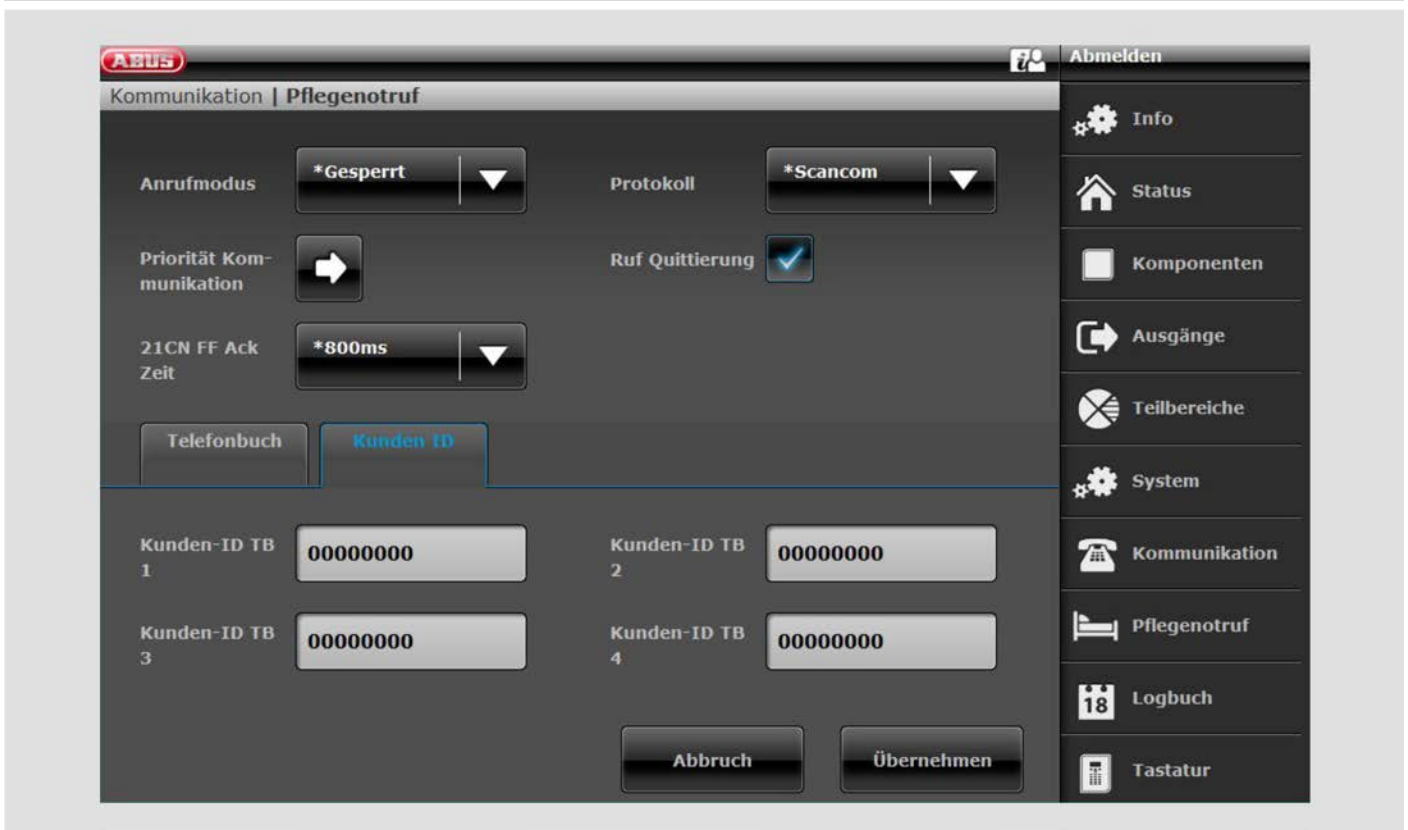 ABUS
Abmelden
Kommunikation | Pflegenotruf
Anrufmodus
*Gesperrt
Protokoll
*Scancom
Priorität Kom-
munikation
Ruf Quittierung
21CN FF Ack
Zeit
*800ms
Telefonbuch
Kunden ID
Kunden-ID TB
1
00000000
Kunden-ID TB
2
00000000
Kunden-ID TB
3
00000000
Kunden-ID TB
4
00000000
Abbruch
Übernehmen
Info
Status
Komponenten
Ausgänge
Teilbereiche
System
Kommunikation
Pflegenotruf
18
Logbuch
Tastatur